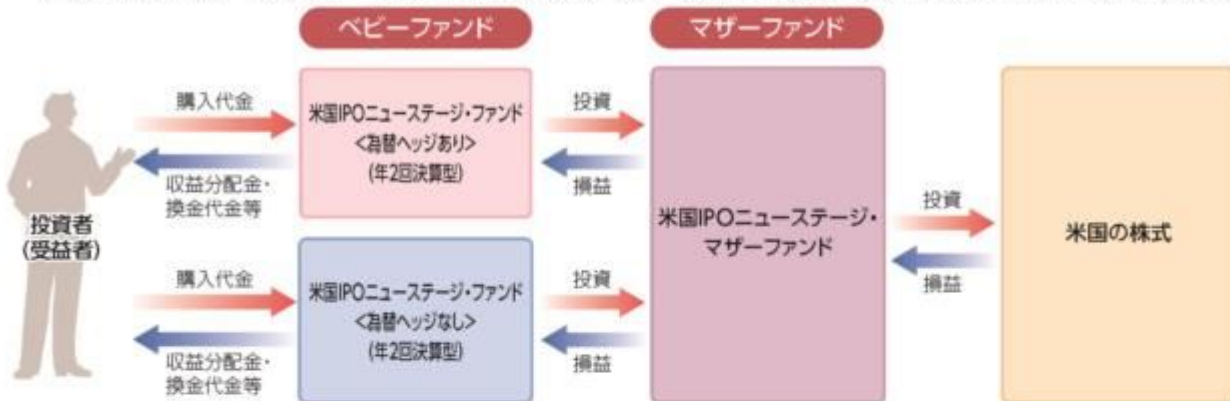 ベビーファンド
マザーファンド
投資者
(受益者)
購入代金
収益分配金・
換金代金等
米国IPOニューステージ・ファンド
<為替ヘッジあり>
(年2回決算型)
投資
損益
購入代金
収益分配金・
換金代金等
米国IPOニューステージ・ファンド
<為替ヘッジなし>
(年2回決算型)
投資
損益
米国IPOニューステージ・
マザーファンド
投資
損益
米国の株式